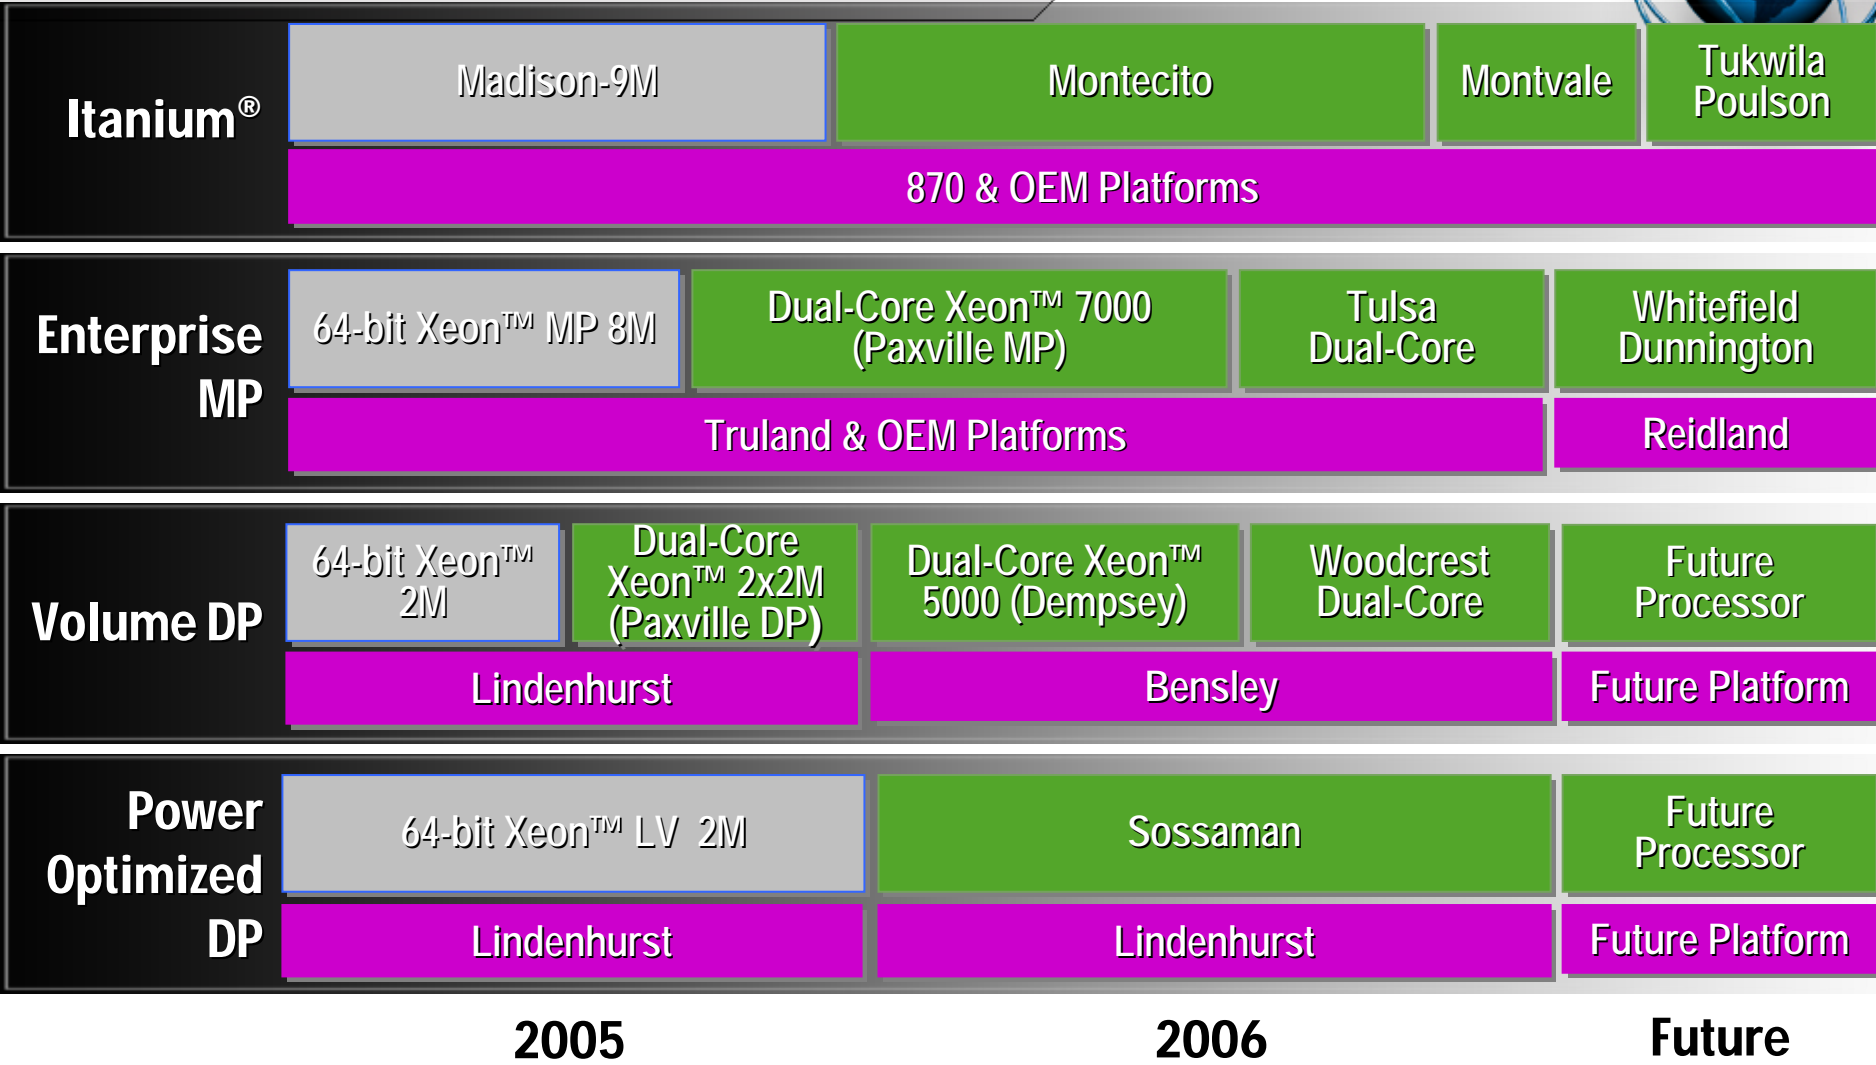 Itanium®
Madison-9M
Montecito
Montvale
Tukwila
Poulson
870 & OEM Platforms
Enterprise
MP
64-bit Xeon™ MP 8M
Dual-Core Xeon™ 7000
(Paxville MP)
Tulsa
Dual-Core
Whitefield
Dunnington
Truland & OEM Platforms
Reidland
Volume DP
64-bit Xeon™
2M
Dual-Core
Xeon™ 2x2M
(Paxville DP)
Dual-Core Xeon™
5000 (Dempsey)
Woodcrest
Dual-Core
Future
Processor
Lindenhurst
Bensley
Future Platform
Power
Optimized
DP
64-bit Xeon™ LV 2M
Sossaman
Future
Processor
Lindenhurst
Lindenhurst
Future Platform
2005
2006
Future